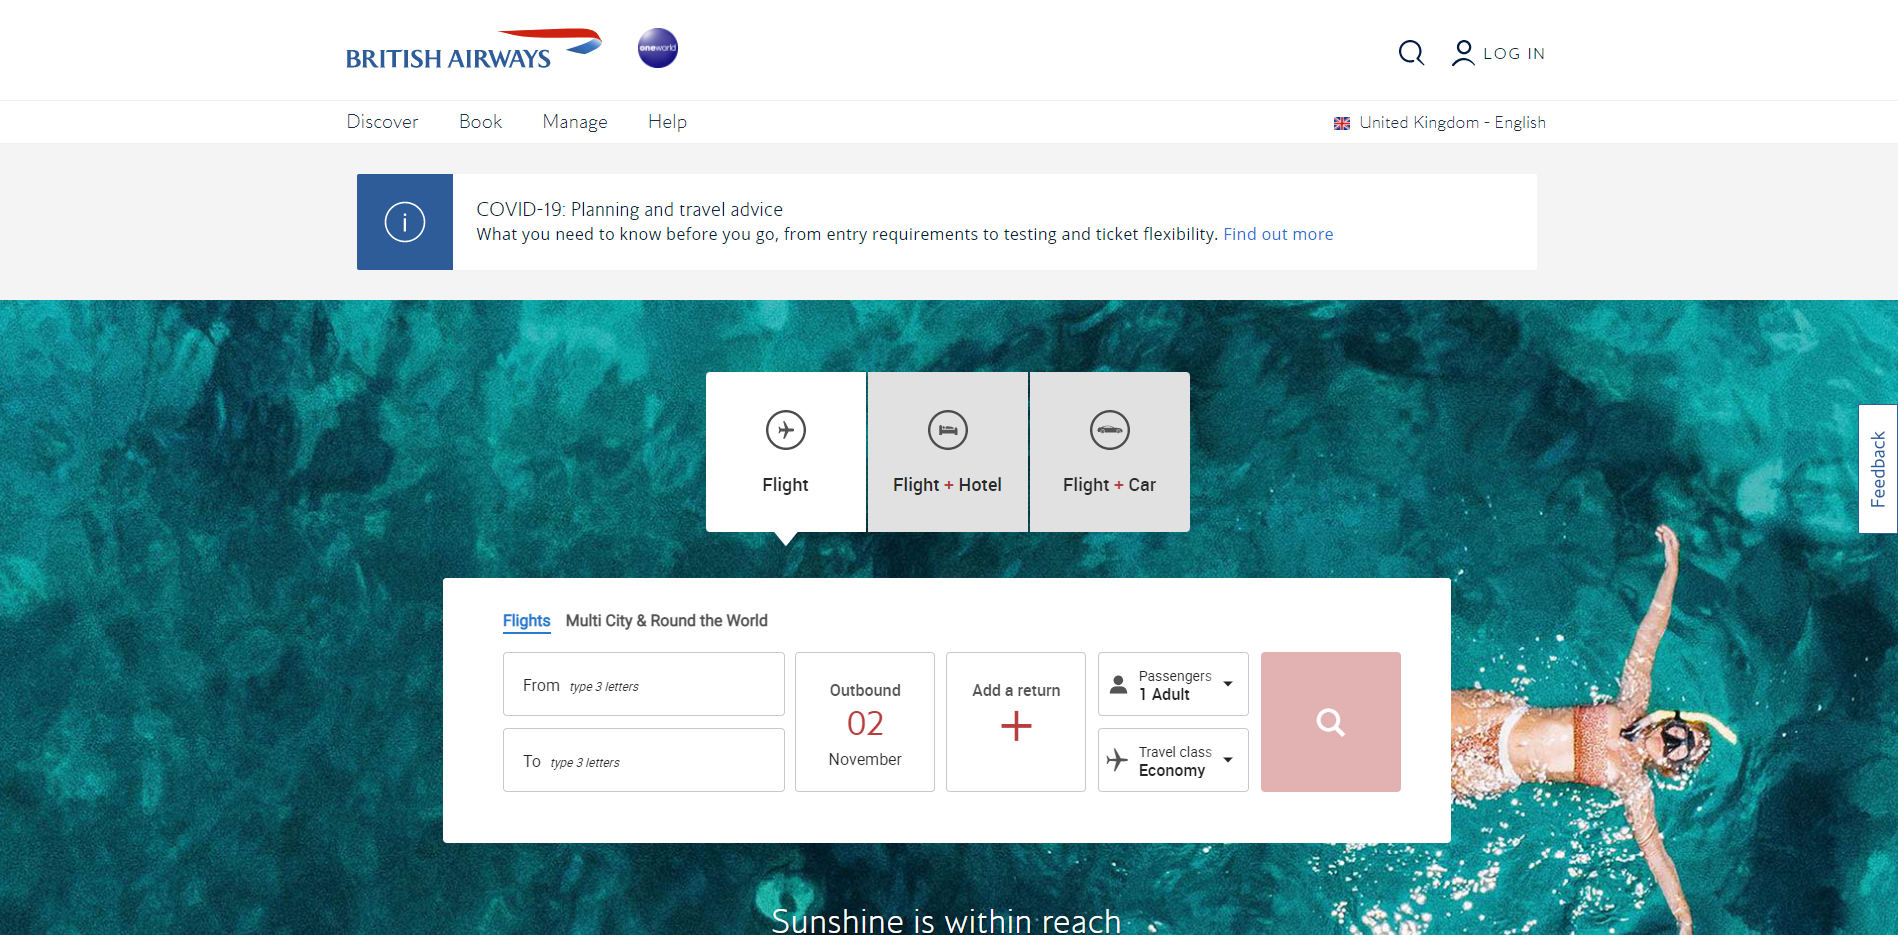 BRITISH AIRWAYS
oneworld
LOG IN
Discover
Book
Manage
Help
United Kingdom - English
COVID-19: Planning and travel advice
What you need to know before you go, from entry requirements to testing and ticket flexibility. Find out more
Flight
Flight + Hotel
Flight + Car
Feedback
Flights
Multi City & Round the World
From type 3 letters
To type 3 letters
Outbound
02
November
Add a return
Passengers
1 Adult
Travel class
Economy
Sunshine is within reach